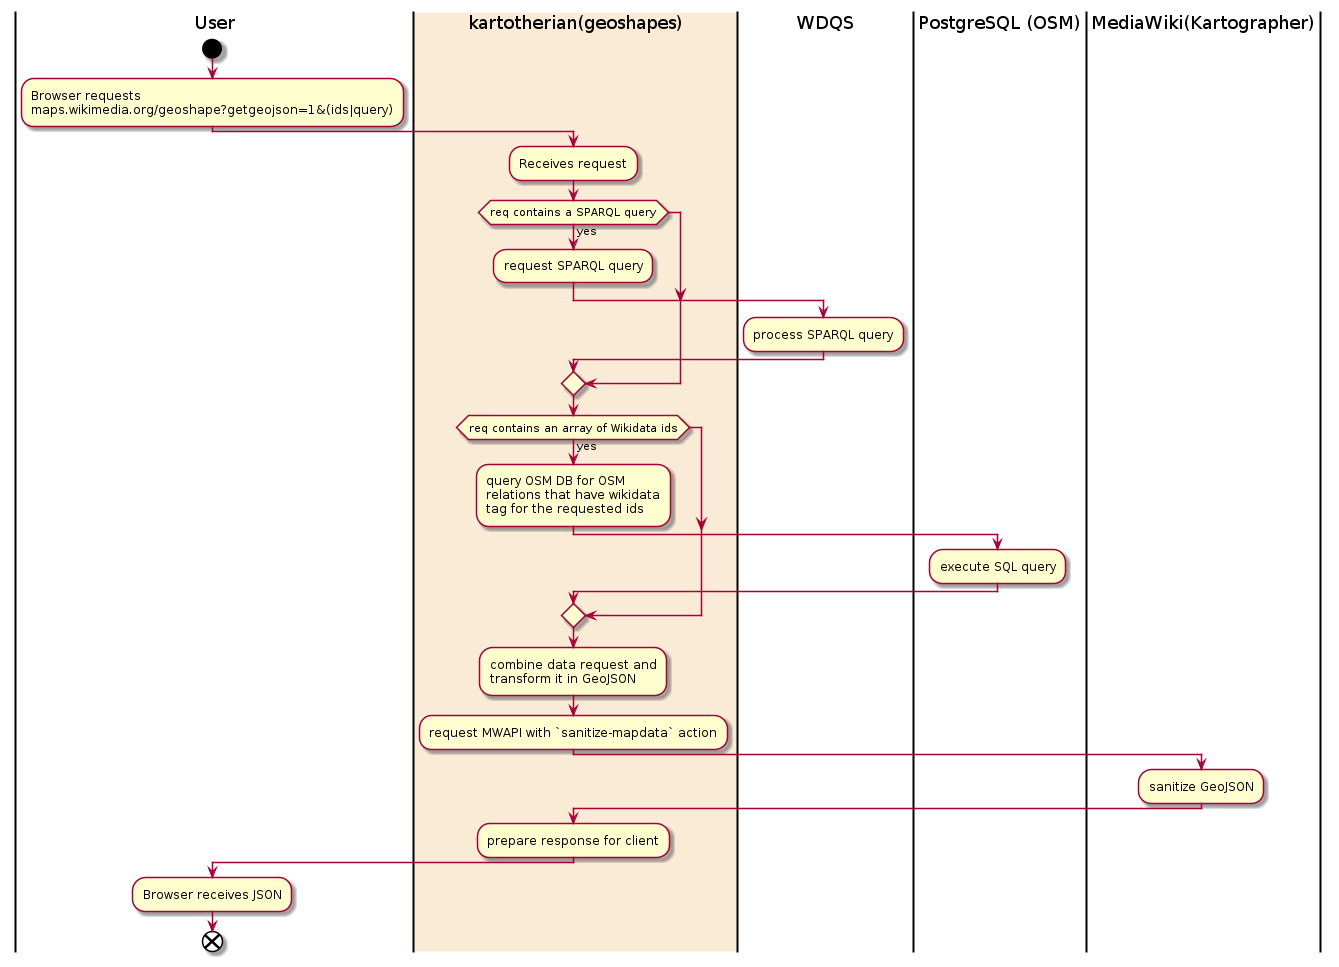 User
kartotherian(geoshapes)
WDQS
PostgreSQL (OSM)
MediaWiki(Kartographer)
Browser requests
maps.wikimedia.org/geoshape?getgeojson=1&(ids|query)
Receives request
req contains a SPARQL query
yes
request SPARQL query
process SPARQL query
req contains an array of Wikidata ids
yes
query OSM DB for OSM
relations that have wikidata
tag for the requested ids
execute SQL query
combine data request and
transform it in GeoJSON
request MWAPI with `sanitize-mapdata` action
sanitize GeoJSON
prepare response for client
Browser receives JSON